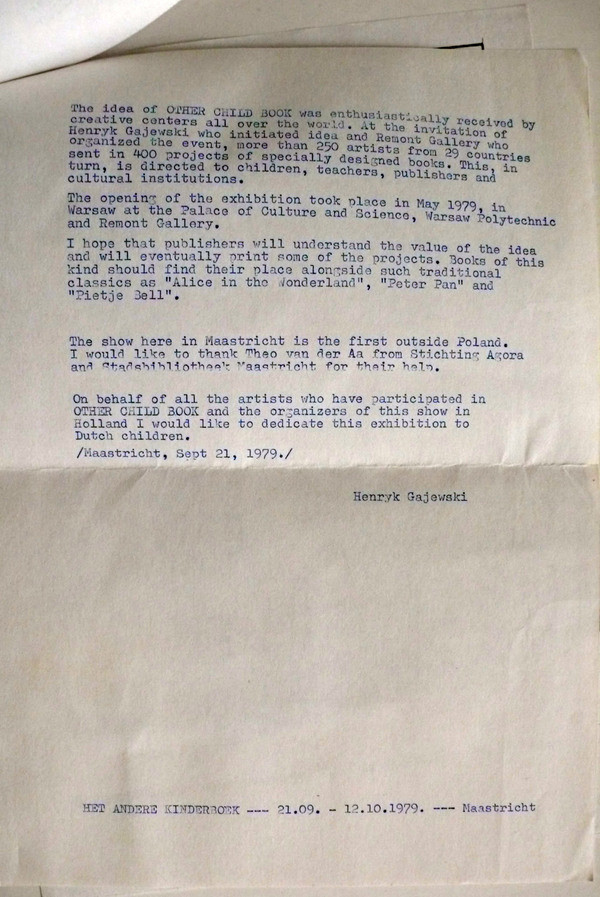 The idea of OTHER CHILD BOOK was enthusiastically received by
creative centers all over the world. At the invitation of
Henryk Gajewski who initiated idea and Remont Gallery who
organized the event, more than 250 artists from 29 countries
sent in 400 projects of specially designed books. This, in
turn, is directed to children, teachers, publishers and
cultural institutions.
The opening of the exhibition took place in May 1979, in
Warsaw at the Palace of Culture and Science, Warsaw Polytechnic
and Remont Gallery.
I hope that publishers will understand the value of the idea
and will eventually print some of the projects. Books of this
kind should find their place alongside such traditional
classics as "Alice in the Wonderland", "Peter Pan" and
"Pietje Bell".
The show here in Maastricht is the first outside Poland.
I would like to thank Theo van der Aa from Stichting Agora
and Stadsbibliotheek Maastricht for their help.
On behalf of all the artists who have participated in
OTHER CHILD BOOK and the organizers of this show in
Holland I would like to dedicate this exhibition to
Dutch children.
/Maastricht, Sept 21, 1979./
Henryk Gajewski
HET ANDERE KINDERBOEK --- 21.09. - 12.10.1979. --- Maastricht